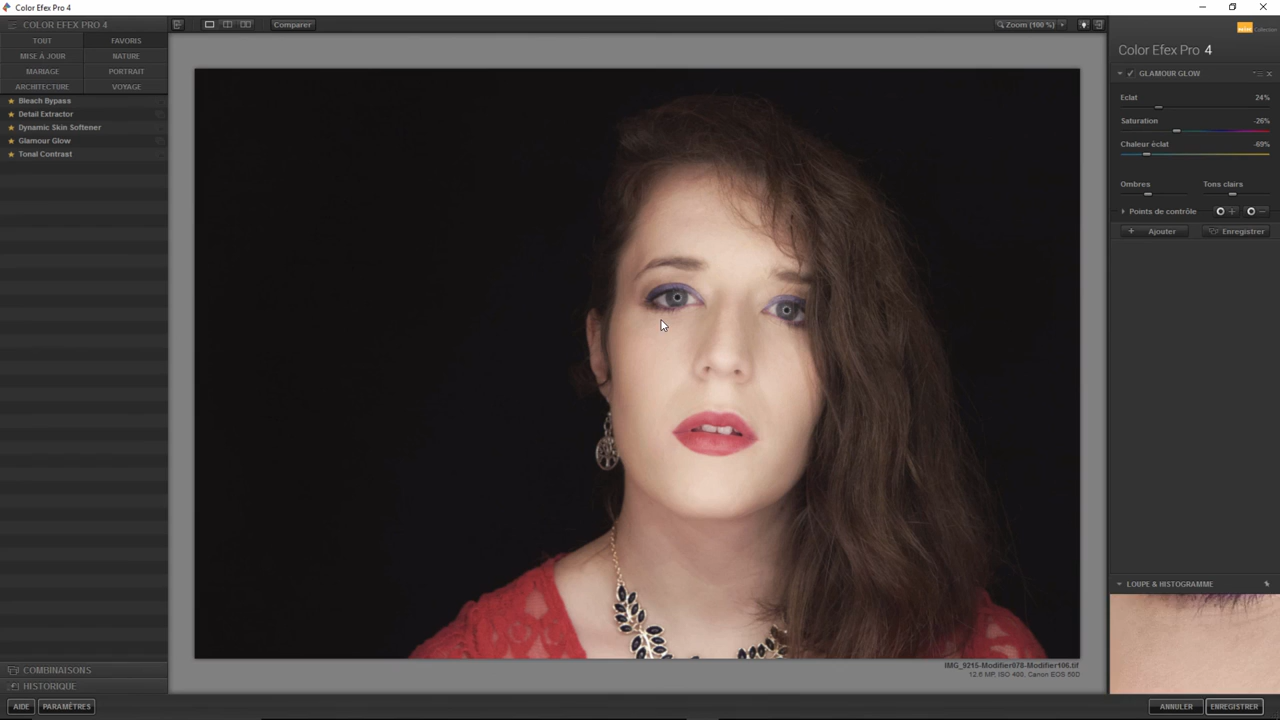 Color Efex Pro 4
COLOR EFEX PRO 4
Comparer
Zoom (100 %)
TOUT
FAVORIS
MISE À JOUR
NATURE
MARIAGE
PORTRAIT
ARCHITECTURE
VOYAGE
Bleach Bypass
Detail Extractor
Dynamic Skin Softener
Glamour Glow
Tonal Contrast
COMBINAISONS
HISTORIQUE
AIDE
PARAMÈTRES
Collection
Color Efex Pro 4
GLAMOUR GLOW
Eclat 24%
Saturation -26%
Chaleur éclat -69%
Ombres
Tons clairs
Points de contrôle
Ajouter
Enregistrer
LOUPE & HISTOGRAMME
IMG_9215-Modifier078-Modifier106.tif
12.6 MP, ISO 400, Canon EOS 50D
ANNULER
ENREGISTRER